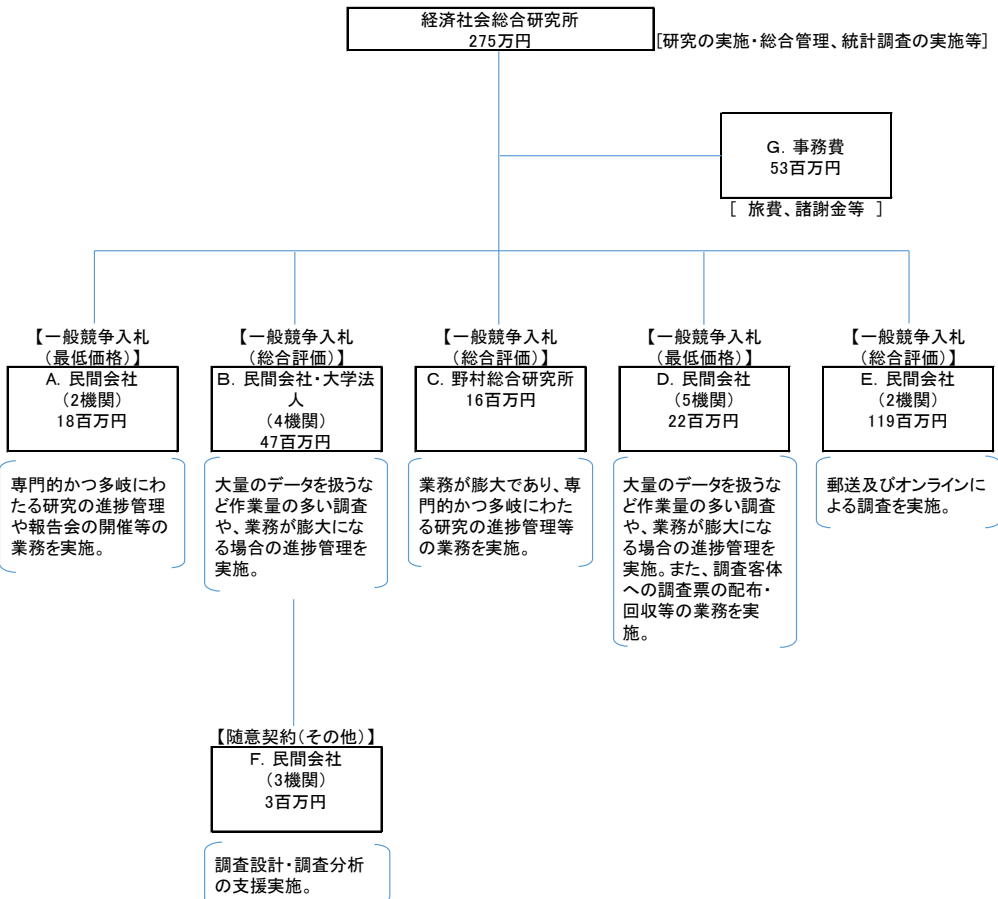 経済社会総合研究所
275万円
[研究の実施・総合管理、統計調査の実施等]
G. 事務費
53百万円
[ 旅費、諸謝金等 ]
【一般競争入札
（最低価格）】
A. 民間会社
（2機関）
18百万円
専門的かつ多岐にわ
たる研究の進捗管理
や報告会の開催等の
業務を実施。
【一般競争入札
（総合評価）】
B. 民間会社・大学法
人
（4機関）
47百万円
大量のデータを扱うな
ど作業量の多い調査
や、業務が膨大にな
る場合の進捗管理を
実施。
【一般競争入札
（総合評価）】
C. 野村総合研究所
16百万円
業務が膨大であり、専
門的かつ多岐にわた
る研究の進捗管理等
の業務を実施。
【一般競争入札
（最低価格）】
D. 民間会社
（5機関）
22百万円
大量のデータを扱うな
ど作業量の多い調査
や、業務が膨大にな
る場合の進捗管理を
実施。また、調査客体
への調査票の配布・
回収等の業務を実
施。
【一般競争入札
（総合評価）】
E. 民間会社
（2機関）
119百万円
郵送及びオンラインに
よる調査を実施。
【随意契約（その他）】
F. 民間会社
（3機関）
3百万円
調査設計・調査分析
の支援実施。